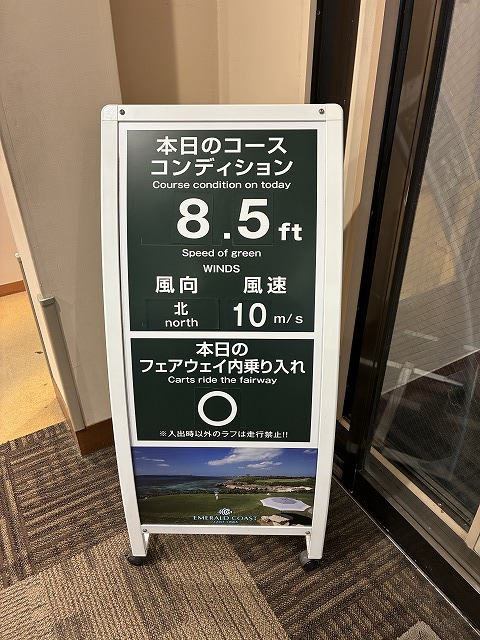 本日のコース
コンディション
Course condition on today
8.5ft
Speed of green
WINDS
風向 風速
北 10 m/s
north
本日の
フェアウェイ内乗り入れ
Carts ride the fairway
○
※入出時以外のラフは走行禁止!!
EMERALD COAST
GOLF LINKS